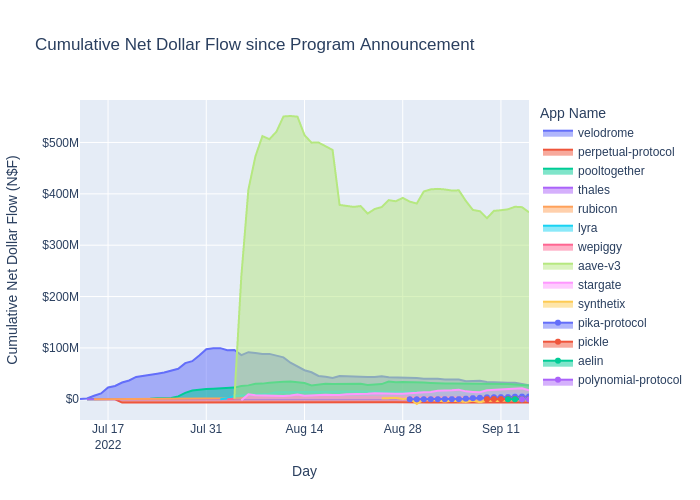 Cumulative Net Dollar Flow since Program Announcement
App Name
velodrome
perpetual-protocol
pooltogether
thales
rubicon
lyra
wepiggy
aave-v3
stargate
synthetix
pika-protocol
pickle
aelin
polynomial-protocol
Cumulative Net Dollar Flow (N$F)
$500M
$400M
$300M
$200M
$100M
$0
Jul 17
2022
Jul 31
Aug 14
Aug 28
Sep 11
Day